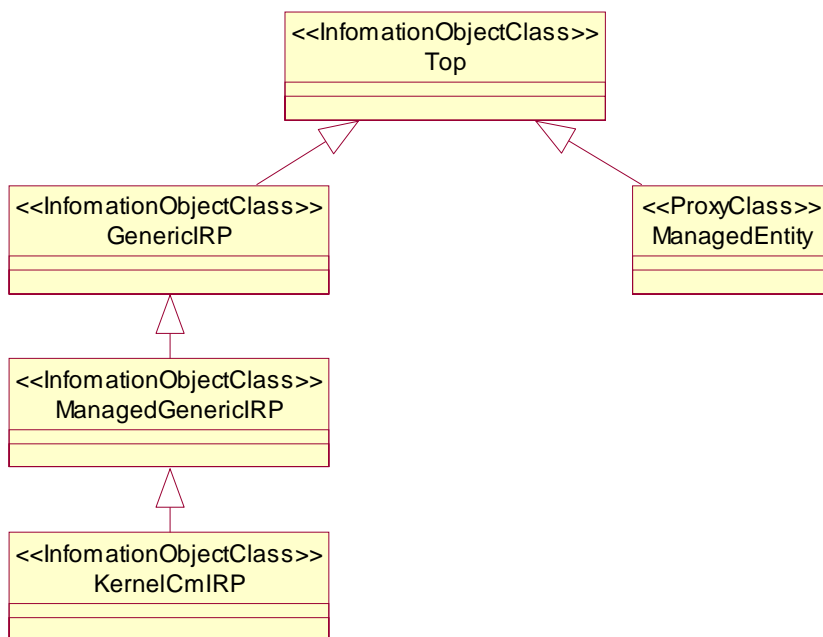 <<InfomationObjectClass>>
Top
<<InfomationObjectClass>>
GenericIRP
<<ProxyClass>>
ManagedEntity
<<InfomationObjectClass>>
ManagedGenericIRP
<<InfomationObjectClass>>
KernelCmIRP